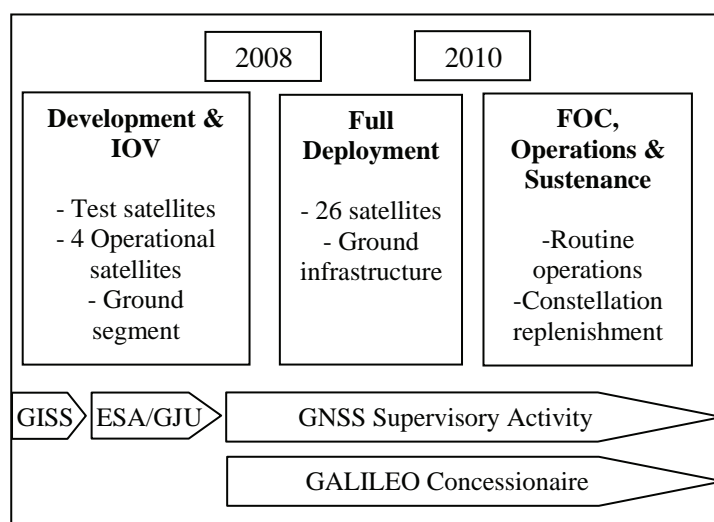 2008
2010
Development &
IOV
- Test satellites
- 4 Operational
satellites
- Ground
segment
Full
Deployment
- 26 satellites
- Ground
infrastructure
FOC,
Operations &
Sustenance
-Routine
operations
-Constellation
replenishment
GISS
ESA/GJU
GNSS Supervisory Activity
GALILEO Concessionaire